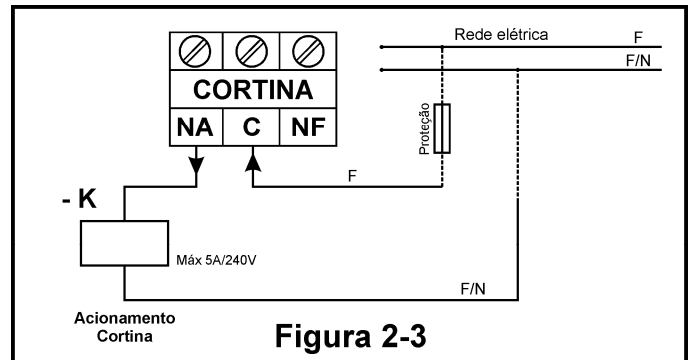 Rede elétrica F
F/N
CORTINA
NA C NF
Proteção
F
- K
Máx 5A/240V
F/N
Acionamento
Cortina
Figura 2-3